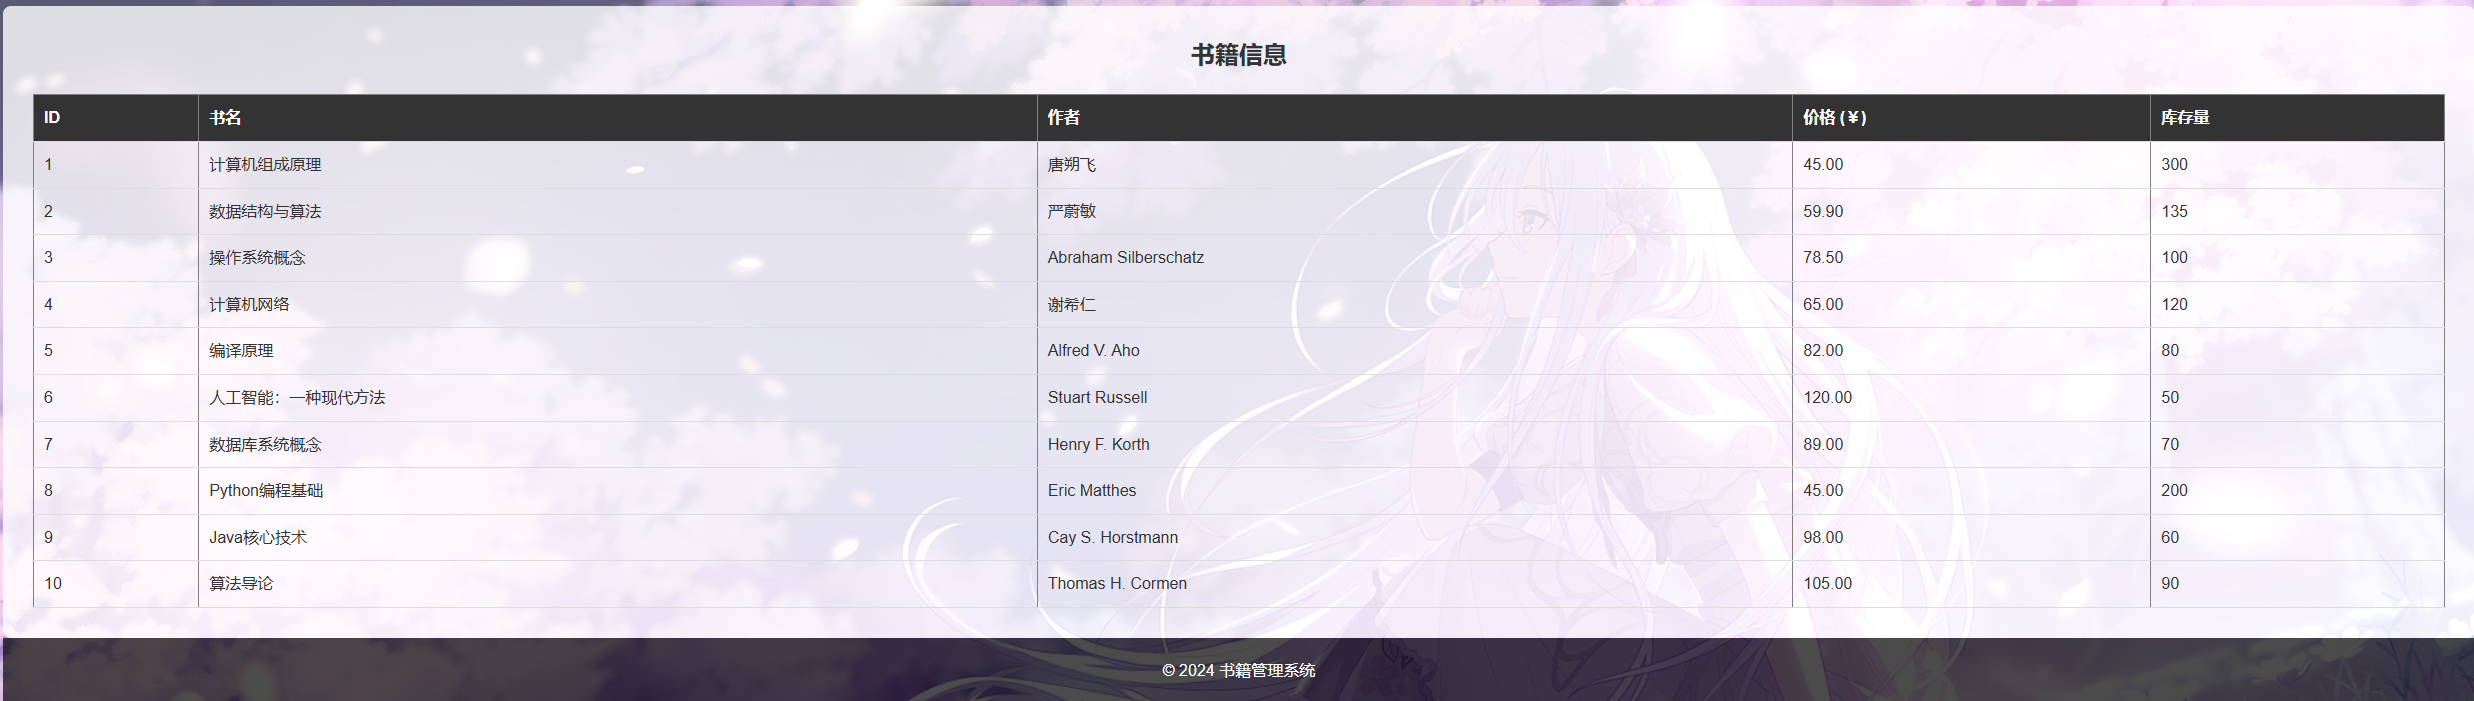 书籍信息
ID 书名 作者 价格 (¥) 库存量
1 计算机组成原理 唐朔飞 45.00 300
2 数据结构与算法 严蔚敏 59.90 135
3 操作系统概念 Abraham Silberschatz 78.50 100
4 计算机网络 谢希仁 65.00 120
5 编译原理 Alfred V. Aho 82.00 80
6 人工智能：一种现代方法 Stuart Russell 120.00 50
7 数据库系统概念 Henry F. Korth 89.00 70
8 Python编程基础 Eric Matthes 45.00 200
9 Java核心技术 Cay S. Horstmann 98.00 60
10 算法导论 Thomas H. Cormen 105.00 90
© 2024 书籍管理系统